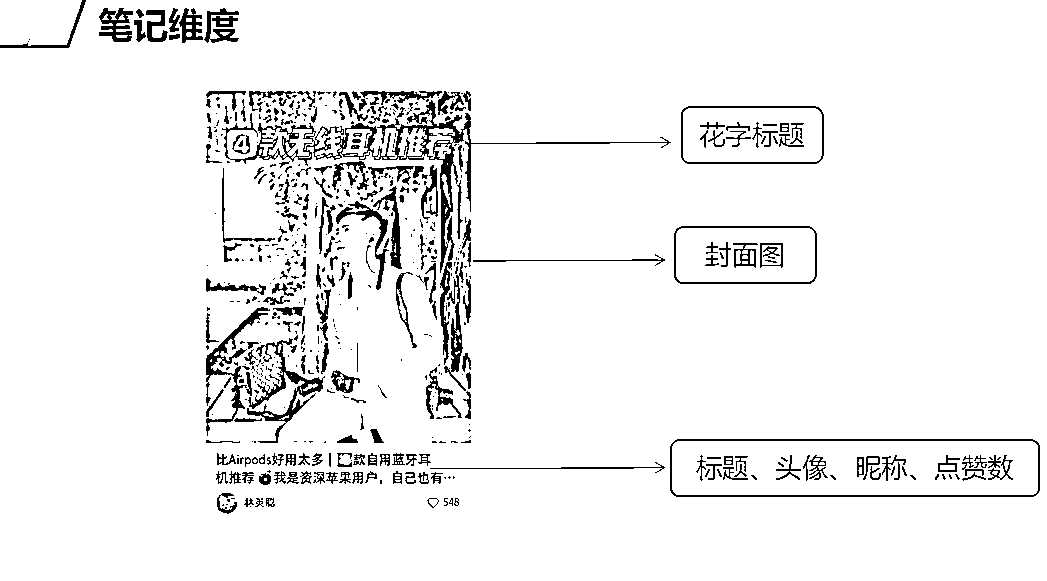 笔记维度
4款无线耳机推荐
花字标题
封面图
比Airpods好用太多 | 款自用蓝牙耳
机推荐 我是资深苹果用户，自己也有…
标题、头像、昵称、点赞数
林英聪
548